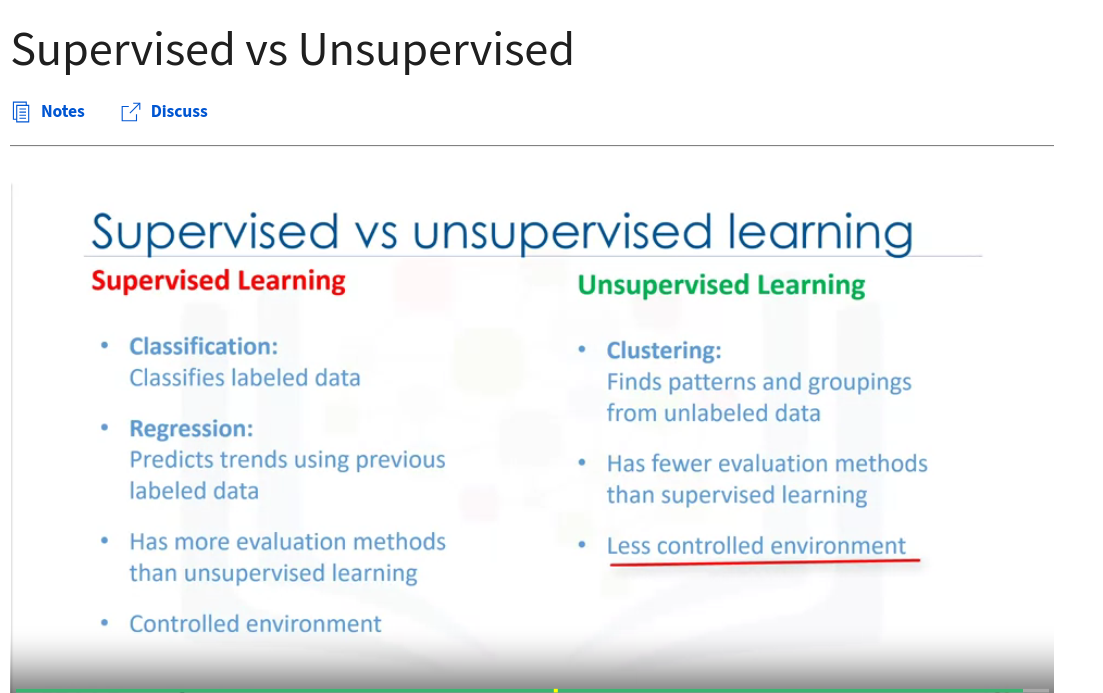 Supervised vs Unsupervised
Notes
Discuss
Supervised vs unsupervised learning
Supervised Learning
• Classification:
Classifies labeled data
• Regression:
Predicts trends using previous
labeled data
• Has more evaluation methods
than unsupervised learning
• Controlled environment
Unsupervised Learning
• Clustering:
Finds patterns and groupings
from unlabeled data
• Has fewer evaluation methods
than supervised learning
• Less controlled environment